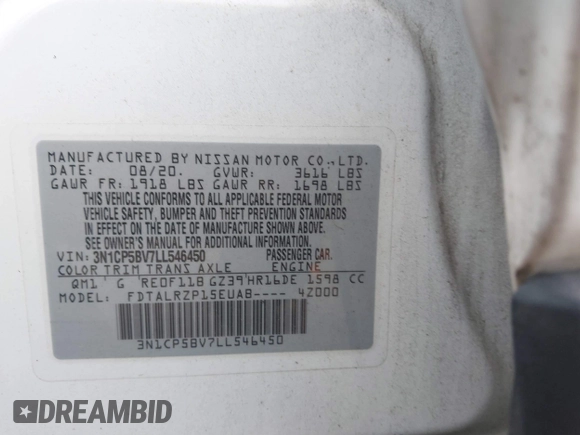 MANUFACTURED BY NISSAN MOTOR CO., LTD.
DATE: 08/20. GVWR: 3616 LBS
GAWR FR: 1918 LBS GAWR RR: 1698 LBS
THIS VEHICLE CONFORMS TO ALL APPLICABLE FEDERAL MOTOR
VEHICLE SAFETY, BUMPER AND THEFT PREVENTION STANDARDS
IN EFFECT ON THE DATE OF MANUFACTURE SHOWN ABOVE.
SEE OWNER'S MANUAL FOR ADDITIONAL INFORMATION.
VIN: 3N1CP5BV7LL546450 PASSENGER CAR.
COLOR TRIM TRANS AXLE ENGINE
QM1 G RE0F11B GZ39 HR16DE 1598 CC
MODEL: FDTALRZP15EUAB---- 4Z000
3N1CP5BV7LL546450
DREAMBID